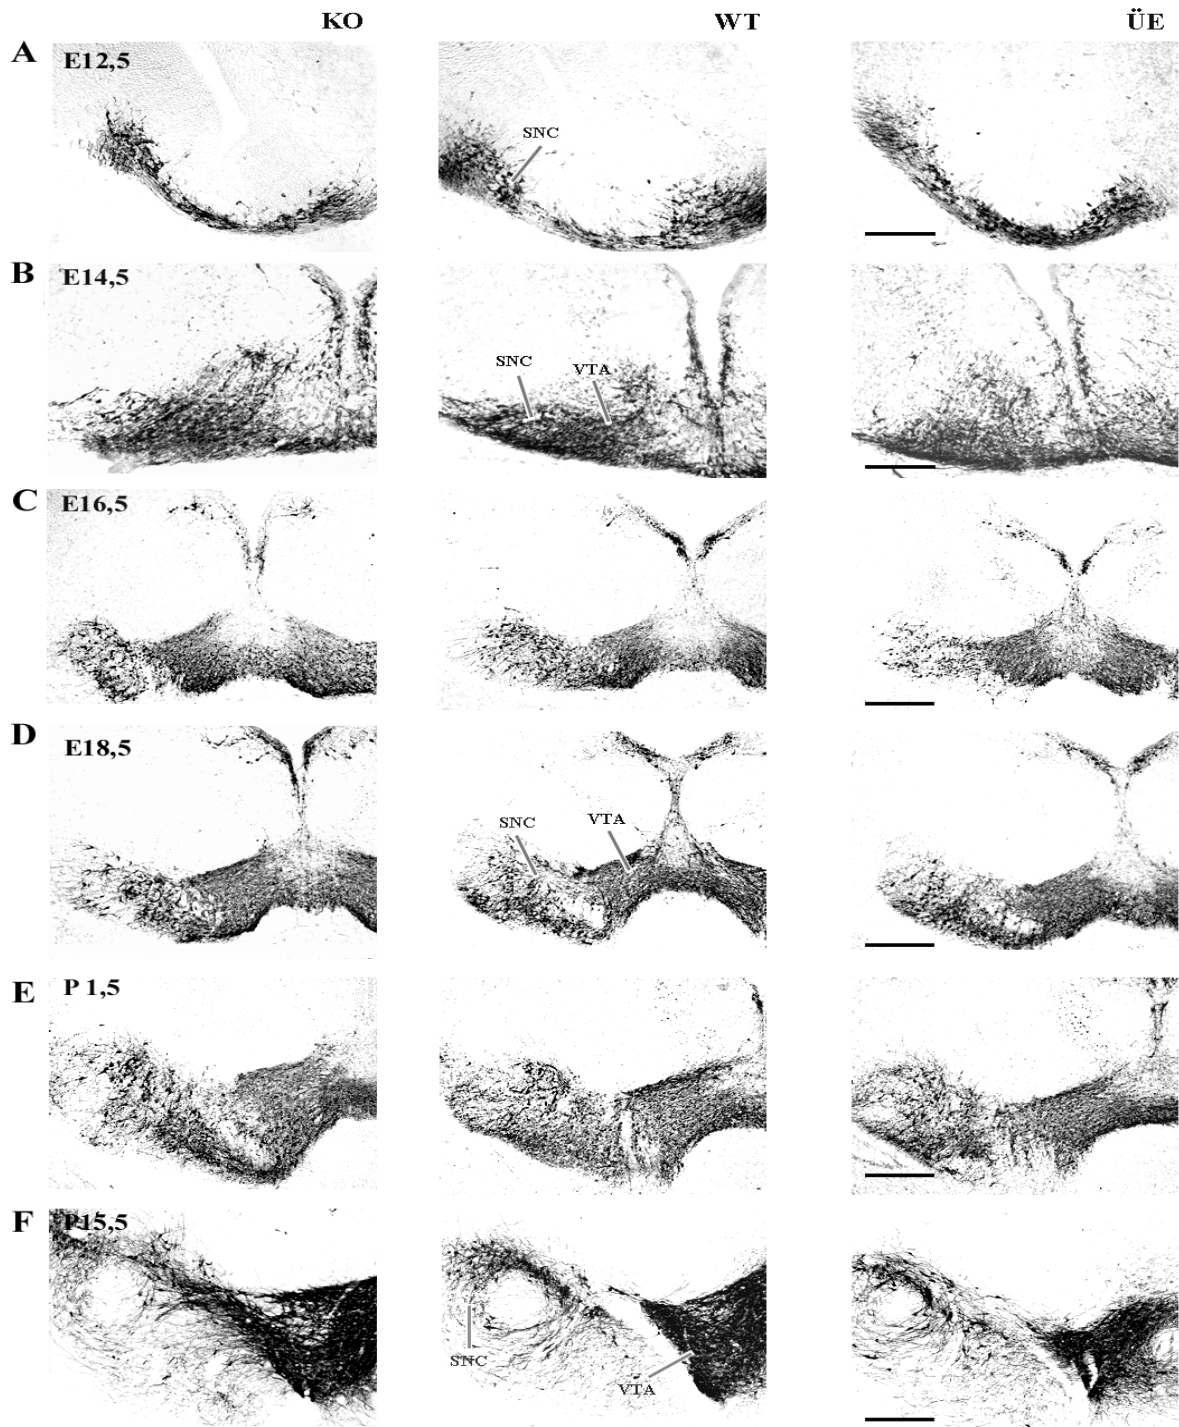 KO WT ÜE
A E12,5
SNC
B E14,5
SNC VTA
C E16,5
D E18,5
SNC VTA
E P 1,5
F P15,5
SNC
VTA